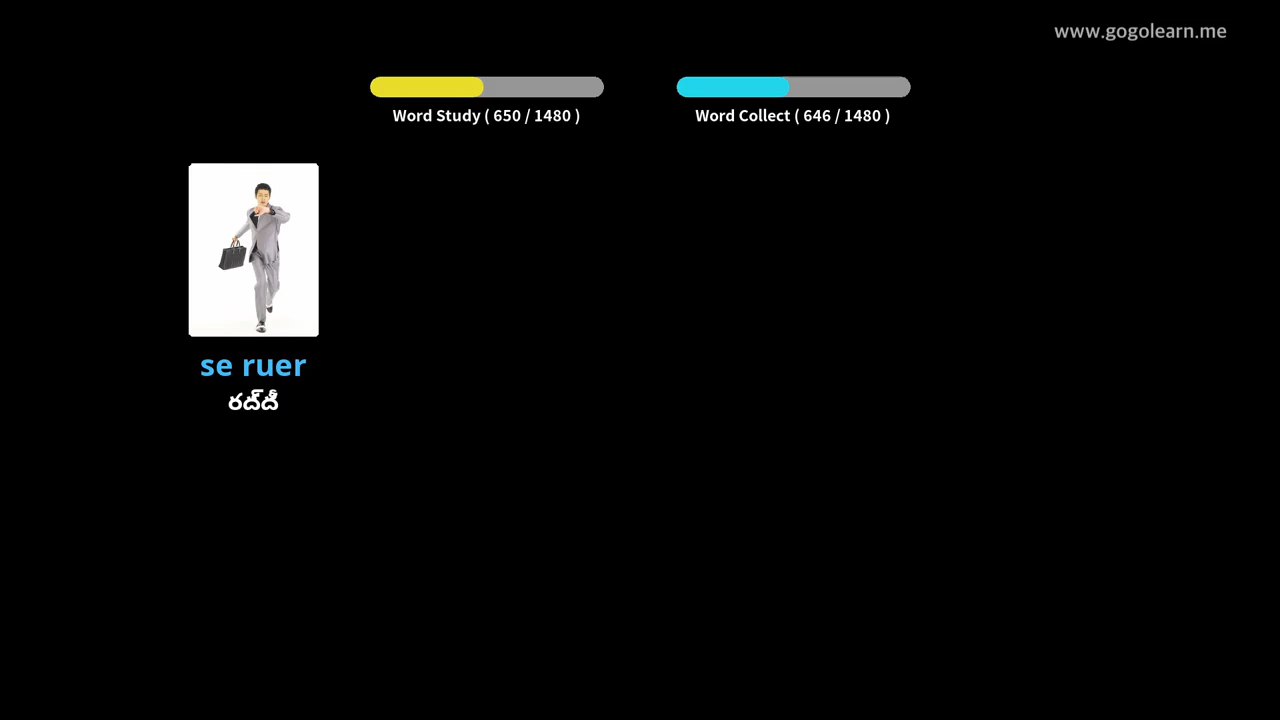 www.gogolearn.me
Word Study ( 650 / 1480 )
Word Collect ( 646 / 1480 )
se ruer
రద్దీ